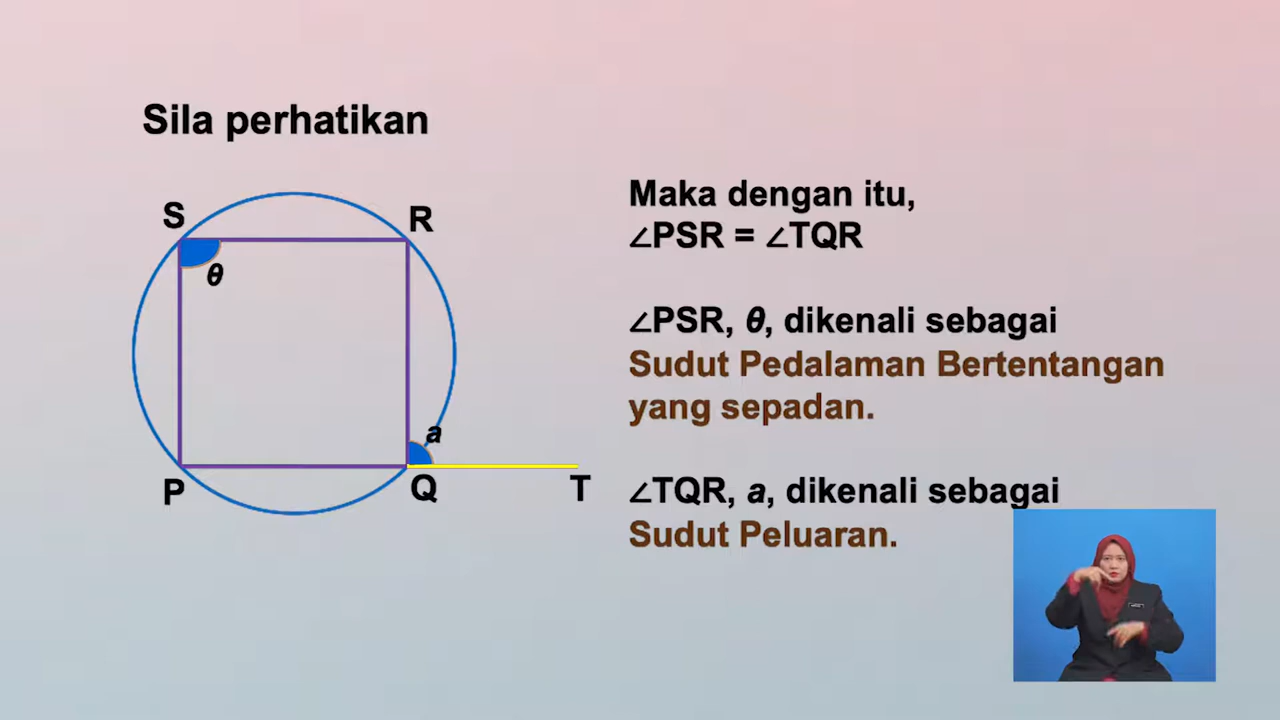 Sila perhatikan
S
R
θ
a
P
Q
T
Maka dengan itu,
∠PSR = ∠TQR
∠PSR, θ, dikenali sebagai
Sudut Pedalaman Bertentangan
yang sepadan.
∠TQR, a, dikenali sebagai
Sudut Peluaran.